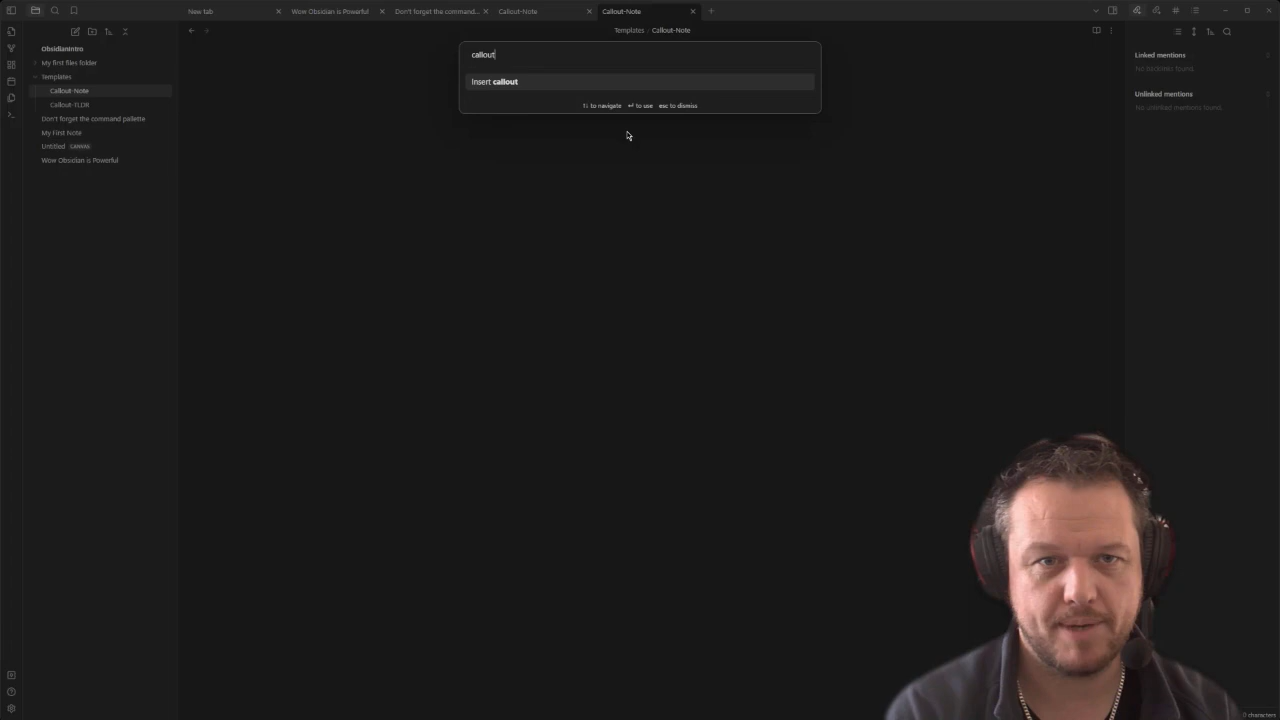 New tab
Wow Obsidian is Powerful
Don't forget the command...
Callout-Note
Callout-Note
Templates / Callout-Note
ObsidianIntro
My first files folder
Templates
Callout-Note
Callout-TLDR
Don't forget the command pallette
My First Note
Untitled CANVAS
Wow Obsidian is Powerful
callout
Insert callout
↑↓ to navigate ↵ to use esc to dismiss
Linked mentions
No backlinks found.
Unlinked mentions
No unlinked mentions found.
0 characters